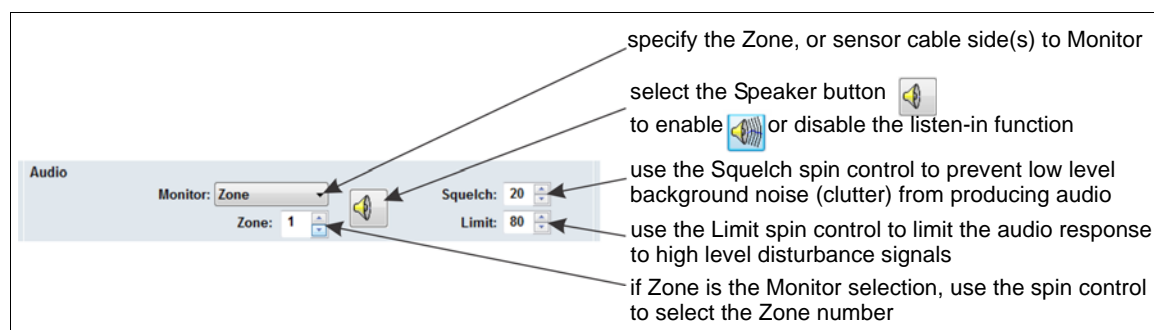 specify the Zone, or sensor cable side(s) to Monitor
select the Speaker button
to enable or disable the listen-in function
use the Squelch spin control to prevent low level
background noise (clutter) from producing audio
use the Limit spin control to limit the audio response
to high level disturbance signals
if Zone is the Monitor selection, use the spin control
to select the Zone number
Audio
Monitor: Zone
Squelch: 20
Zone: 1
Limit: 80